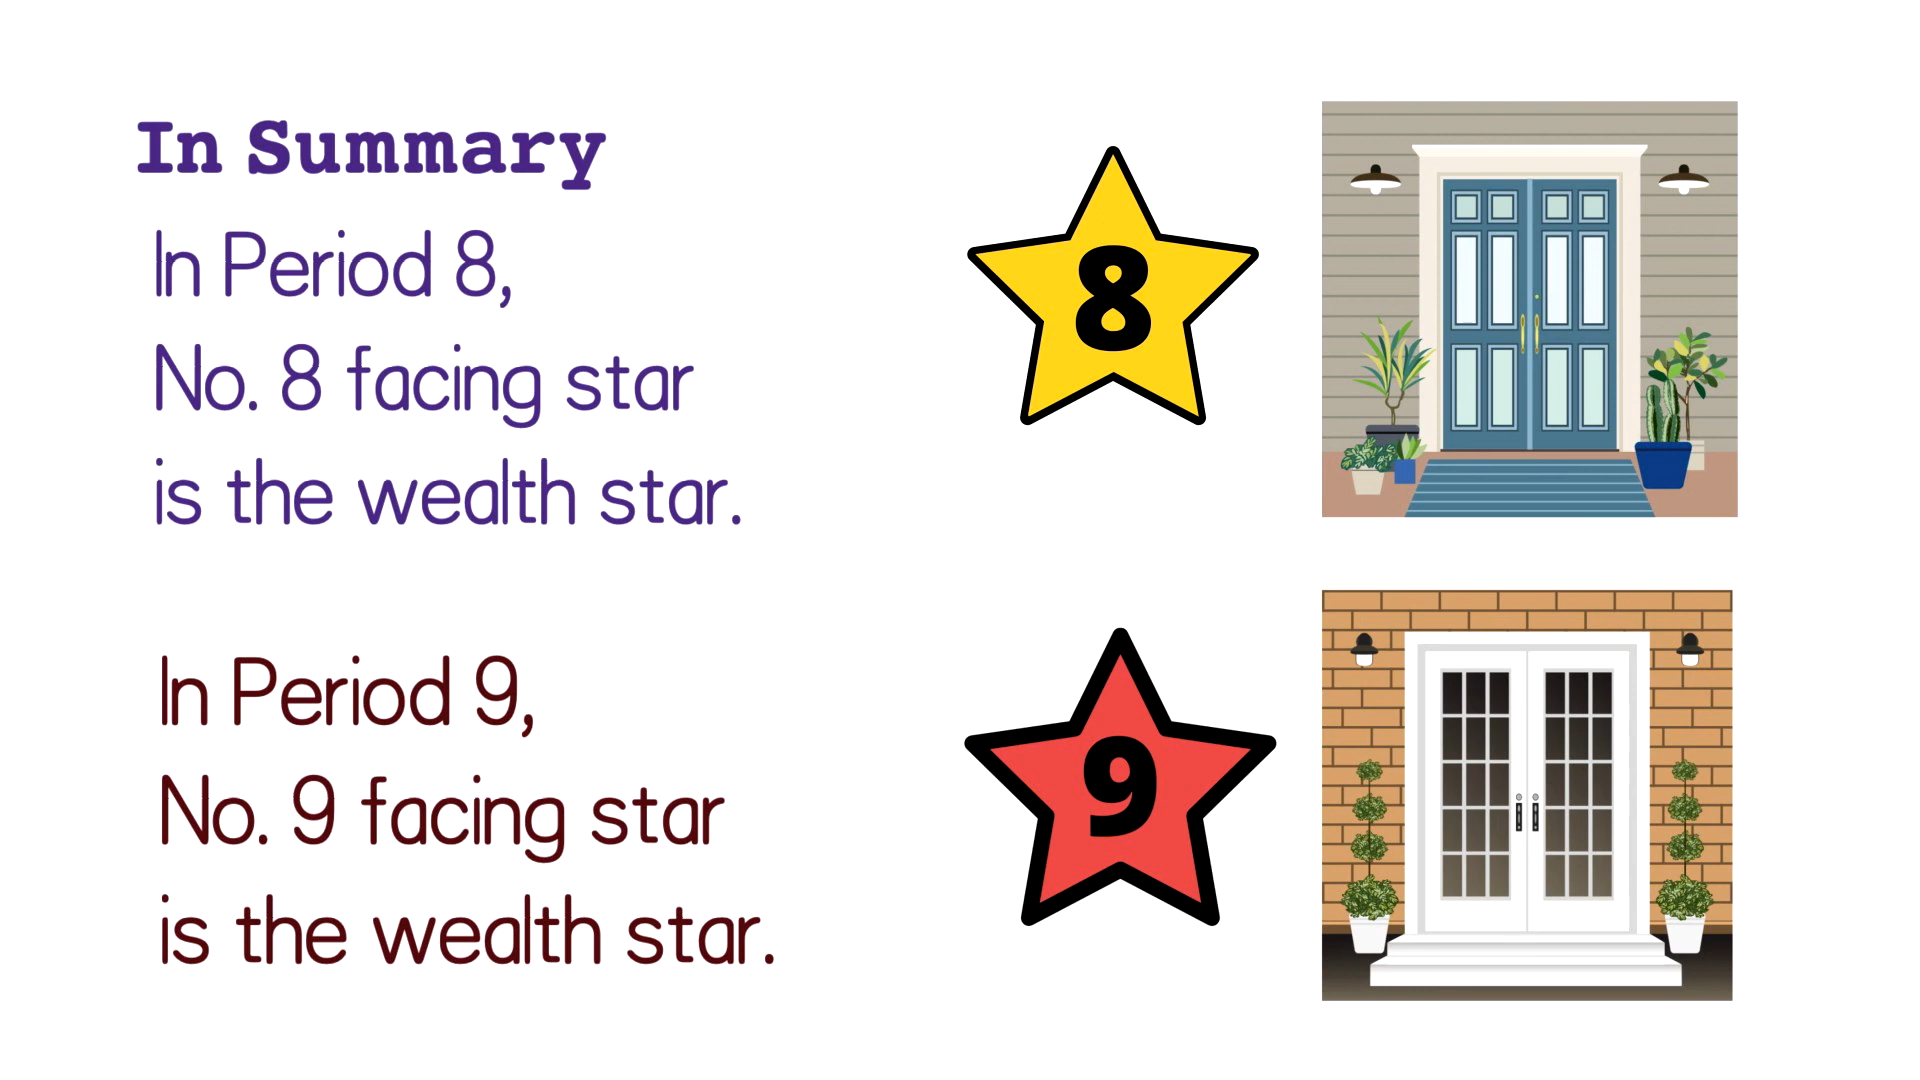 In Summary
In Period 8,
No. 8 facing star
is the wealth star.
8
In Period 9,
No. 9 facing star
is the wealth star.
9